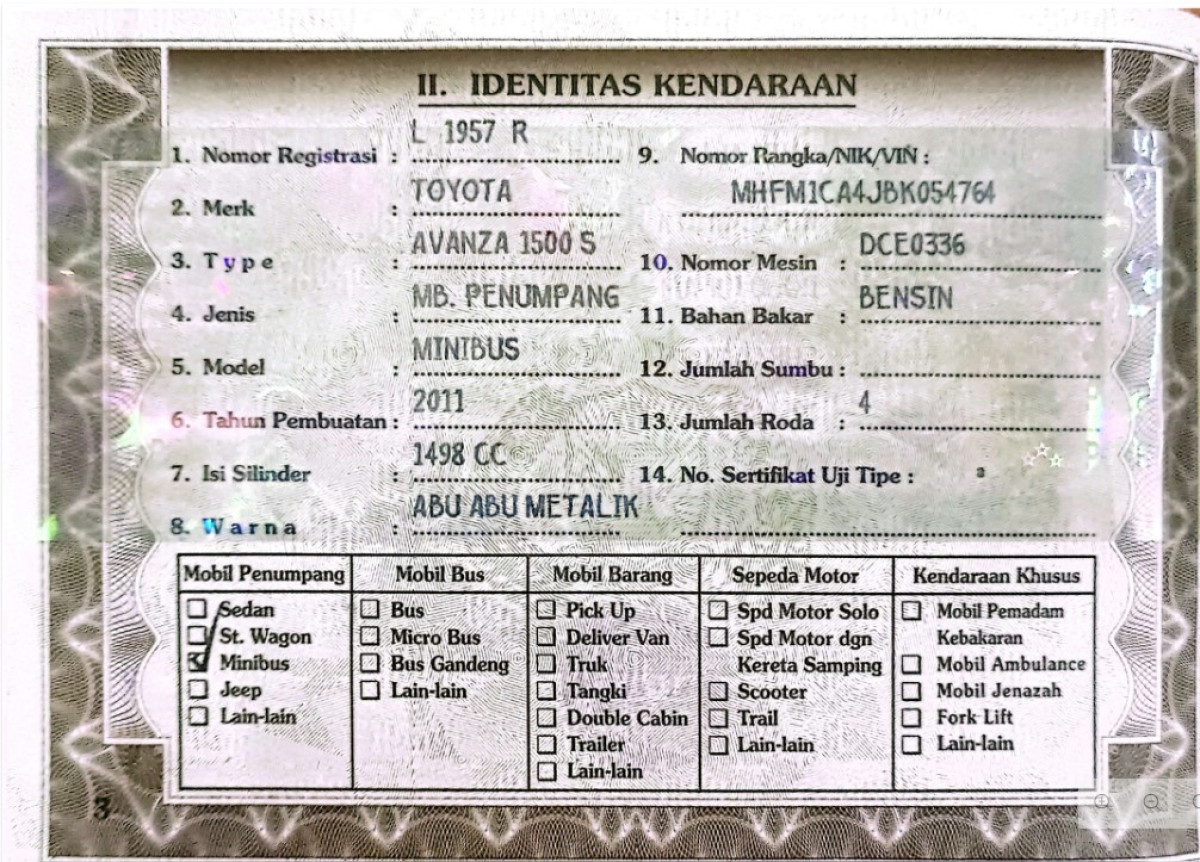 II. IDENTITAS KENDARAAN
1. Nomor Registrasi : L 1957 R
2. Merk : TOYOTA
3. Type : AVANZA 1500 S
4. Jenis : MB. PENUMPANG
5. Model : MINIBUS
6. Tahun Pembuatan : 2011
7. Isi Silinder : 1498 CC
8. Warna : ABU ABU METALIK
9. Nomor Rangka/NIK/VIN :
MHFM1CA4JBK054764
10. Nomor Mesin : DCE0336
11. Bahan Bakar : BENSIN
12. Jumlah Sumbu :
13. Jumlah Roda : 4
14. No. Sertifikat Uji Tipe :
Mobil Penumpang
Sedan
St. Wagon
Minibus
Jeep
Lain-lain
Mobil Bus
Bus
Micro Bus
Bus Gandeng
Lain-lain
Mobil Barang
Pick Up
Deliver Van
Truk
Tangki
Double Cabin
Trailer
Lain-lain
Sepeda Motor
Spd Motor Solo
Spd Motor dgn
Kereta Samping
Scooter
Trail
Lain-lain
Kendaraan Khusus
Mobil Pemadam
Kebakaran
Mobil Ambulance
Mobil Jenazah
Fork Lift
Lain-lain
3